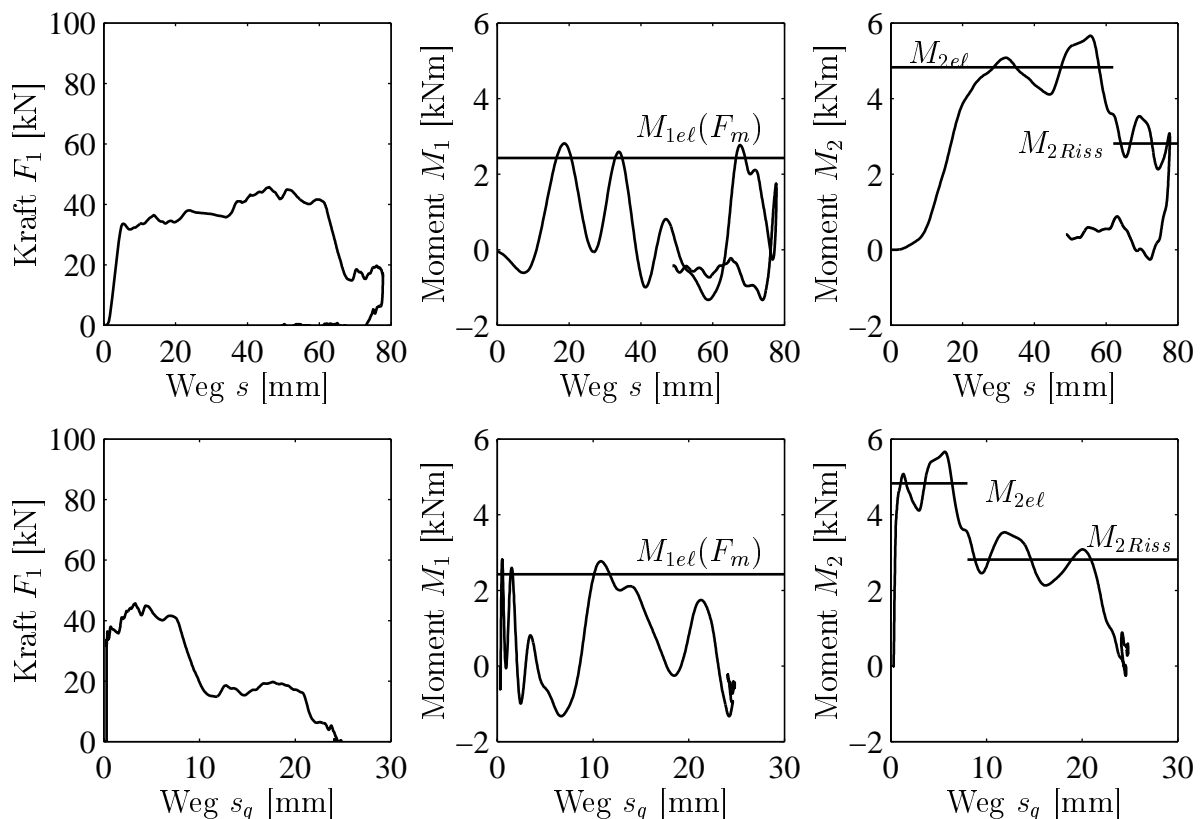 100
80
60
40
20
0
Kraft F₁ [kN]
0 20 40 60 80
Weg s [mm]
6
4
2
0
−2
Moment M₁ [kNm]
M₁ₑₗ(Fₘ)
0 20 40 60 80
Weg s [mm]
6
4
2
0
−2
Moment M₂ [kNm]
M₂ₑₗ
M₂Riss
0 20 40 60 80
Weg s [mm]
100
80
60
40
20
0
Kraft F₁ [kN]
0 10 20 30
Weg s_q [mm]
6
4
2
0
−2
Moment M₁ [kNm]
M₁ₑₗ(Fₘ)
0 10 20 30
Weg s_q [mm]
6
4
2
0
−2
Moment M₂ [kNm]
M₂ₑₗ
M₂Riss
0 10 20 30
Weg s_q [mm]